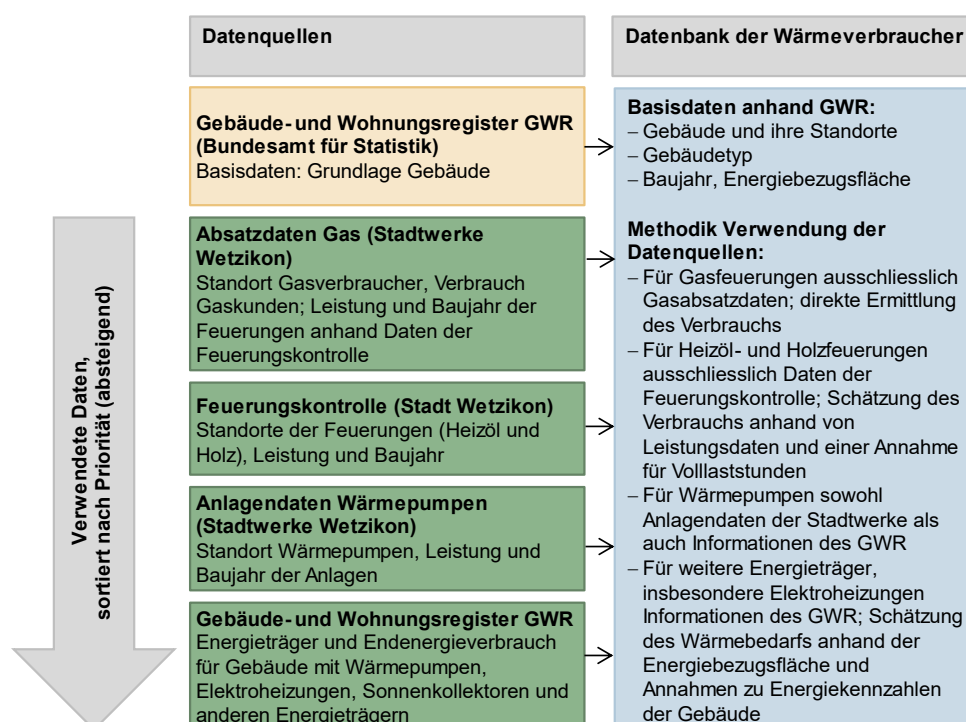 Datenquellen
Datenbank der Wärmeverbraucher
Gebäude- und Wohnungsregister GWR
(Bundesamt für Statistik)
Basisdaten: Grundlage Gebäude
Verwendete Daten,
sortiert nach Priorität (absteigend)
Absatzdaten Gas (Stadtwerke
Wetzikon)
Standort Gasverbraucher, Verbrauch
Gaskunden; Leistung und Baujahr der
Feuerungen anhand Daten der
Feuerungskontrolle
Feuerungskontrolle (Stadt Wetzikon)
Standorte der Feuerungen (Heizöl und
Holz), Leistung und Baujahr
Anlagendaten Wärmepumpen
(Stadtwerke Wetzikon)
Standort Wärmepumpen, Leistung und
Baujahr der Anlagen
Gebäude- und Wohnungsregister GWR
Energieträger und Endenergieverbrauch
für Gebäude mit Wärmepumpen,
Elektroheizungen, Sonnenkollektoren und
anderen Energieträgern
Basisdaten anhand GWR:
– Gebäude und ihre Standorte
– Gebäudetyp
– Baujahr, Energiebezugsfläche
Methodik Verwendung der
Datenquellen:
– Für Gasfeuerungen ausschliesslich
Gasabsatzdaten; direkte Ermittlung
des Verbrauchs
– Für Heizöl- und Holzfeuerungen
ausschliesslich Daten der
Feuerungskontrolle; Schätzung des
Verbrauchs anhand von
Leistungsdaten und einer Annahme
für Volllaststunden
– Für Wärmepumpen sowohl
Anlagendaten der Stadtwerke als
auch Informationen des GWR
– Für weitere Energieträger,
insbesondere Elektroheizungen
Informationen des GWR; Schätzung
des Wärmebedarfs anhand der
Energiebezugsfläche und
Annahmen zu Energiekennzahlen
der Gebäude